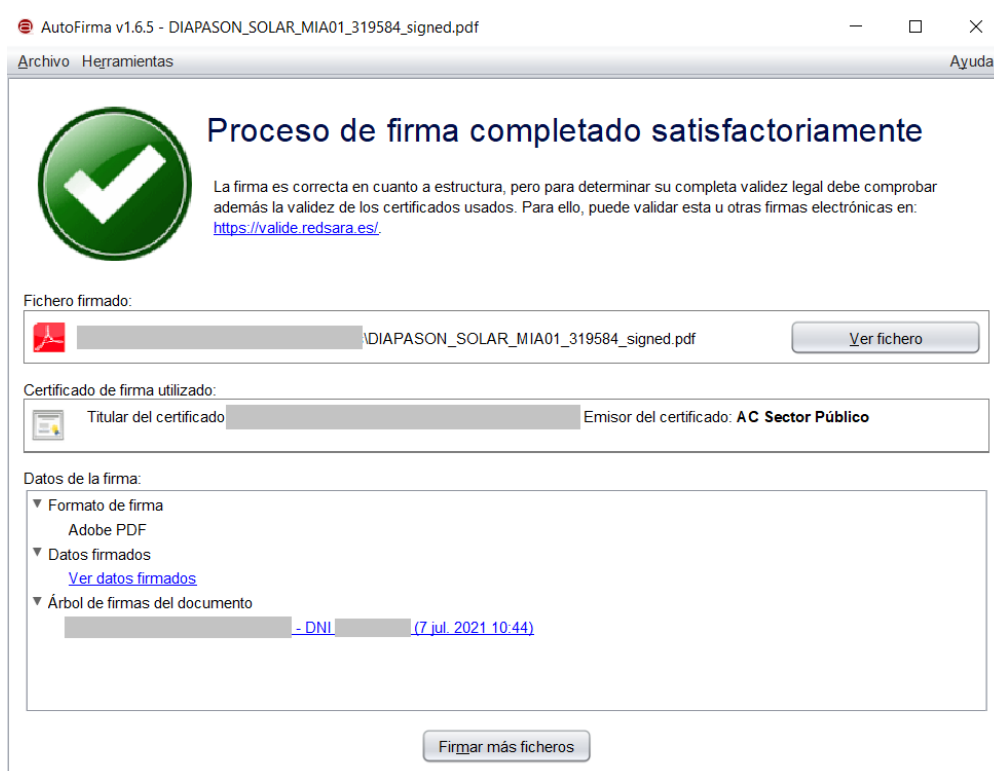 AutoFirma v1.6.5 - DIAPASON_SOLAR_MIA01_319584_signed.pdf
Archivo Herramientas Ayuda
Proceso de firma completado satisfactoriamente
La firma es correcta en cuanto a estructura, pero para determinar su completa validez legal debe comprobar
además la validez de los certificados usados. Para ello, puede validar esta u otras firmas electrónicas en:
https://valide.redsara.es/.
Fichero firmado:
\DIAPASON_SOLAR_MIA01_319584_signed.pdf Ver fichero
Certificado de firma utilizado:
Titular del certificado Emisor del certificado: AC Sector Público
Datos de la firma:
Formato de firma
Adobe PDF
Datos firmados
Ver datos firmados
Árbol de firmas del documento
- DNI (7 jul. 2021 10:44)
Firmar más ficheros